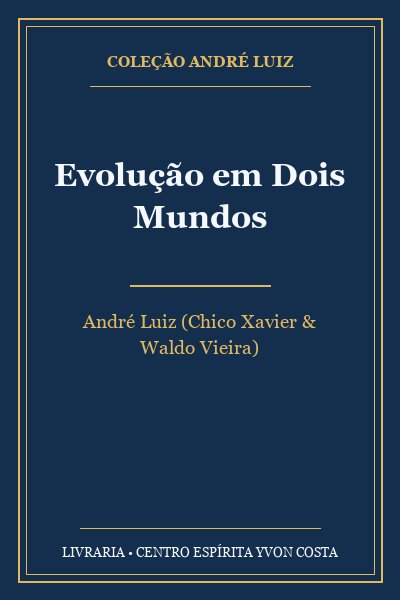 COLEÇÃO ANDRÉ LUIZ
Evolução em Dois
Mundos
André Luiz (Chico Xavier &
Waldo Vieira)
LIVRARIA • CENTRO ESPÍRITA YVON COSTA